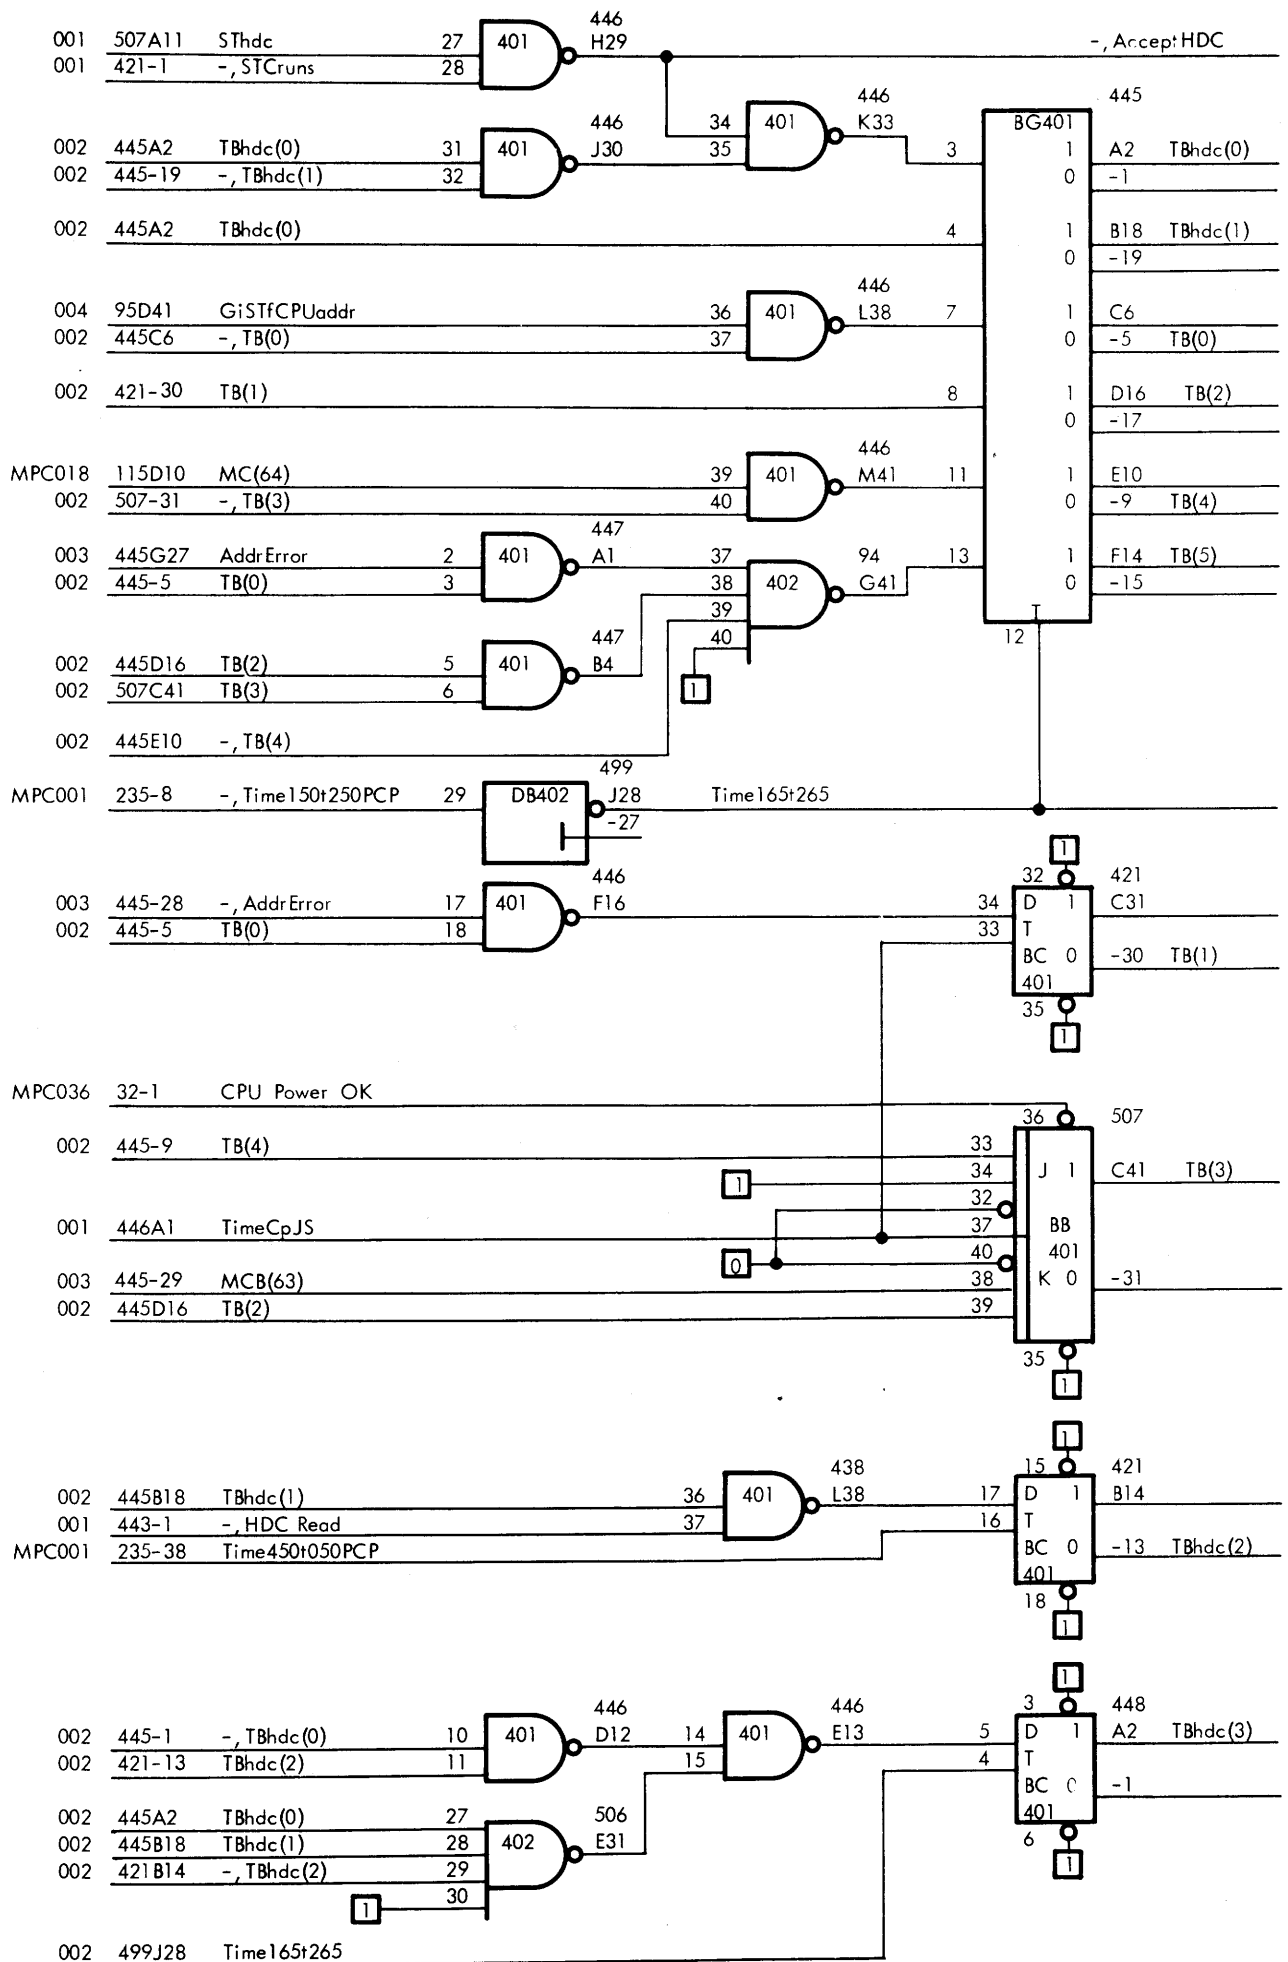 446
001 507A11 SThdc 27 401 H29 -, Accept HDC
001 421-1 -, STCruns 28
446 445
34 401 K33 BG401
446
002 445A2 TBhdc(0) 31 401 J30 35 3 1 A2 TBhdc(0)
002 445-19 -, TBhdc(1) 32 0 -1
002 445A2 TBhdc(0) 4 1 B18 TBhdc(1)
0 -19
446
004 95D41 GiSTfCPUaddr 36 401 L38 7 1 C6
002 445C6 -, TB(0) 37 0 -5 TB(0)
002 421-30 TB(1) 8 1 D16 TB(2)
0 -17
446
MPC018 115D10 MC(64) 39 401 M41 11 1 E10
002 507-31 -, TB(3) 40 0 -9 TB(4)
447 94
003 445G27 AddrError 2 401 A1 37 402 13 1 F14 TB(5)
002 445-5 TB(0) 3 38 G41 0 -15
39
447 40 12 T
002 445D16 TB(2) 5 401 B4
002 507C41 TB(3) 6 1
002 445E10 -, TB(4)
499
MPC001 235-8 -, Time150t250PCP 29 DB402 J28 Time165t265
-27
1
446 32 421
003 445-28 -, AddrError 17 401 F16 34 D 1 C31
002 445-5 TB(0) 18 33 T
BC 0 -30 TB(1)
401
35
1
MPC036 32-1 CPU Power OK
36 507
002 445-9 TB(4) 33
1 34 J 1 C41 TB(3)
32
001 446A1 TimeCpJS 37 BB
0 40 401
003 445-29 MCB(63) 38 K 0 -31
002 445D16 TB(2) 39
35
1
1
438 15 421
002 445B18 TBhdc(1) 36 401 L38 17 D 1 B14
001 443-1 -, HDC Read 37 16 T
MPC001 235-38 Time450t050PCP BC 0 -13 TBhdc(2)
401
18
1
1
446 446 3 448
002 445-1 -, TBhdc(0) 10 401 D12 14 401 E13 5 D 1 A2 TBhdc(3)
002 421-13 TBhdc(2) 11 15 4 T
BC 0 -1
002 445A2 TBhdc(0) 27 506 401
002 445B18 TBhdc(1) 28 402 E31 6
002 421B14 -, TBhdc(2) 29 1
1 30
002 499J28 Time165t265